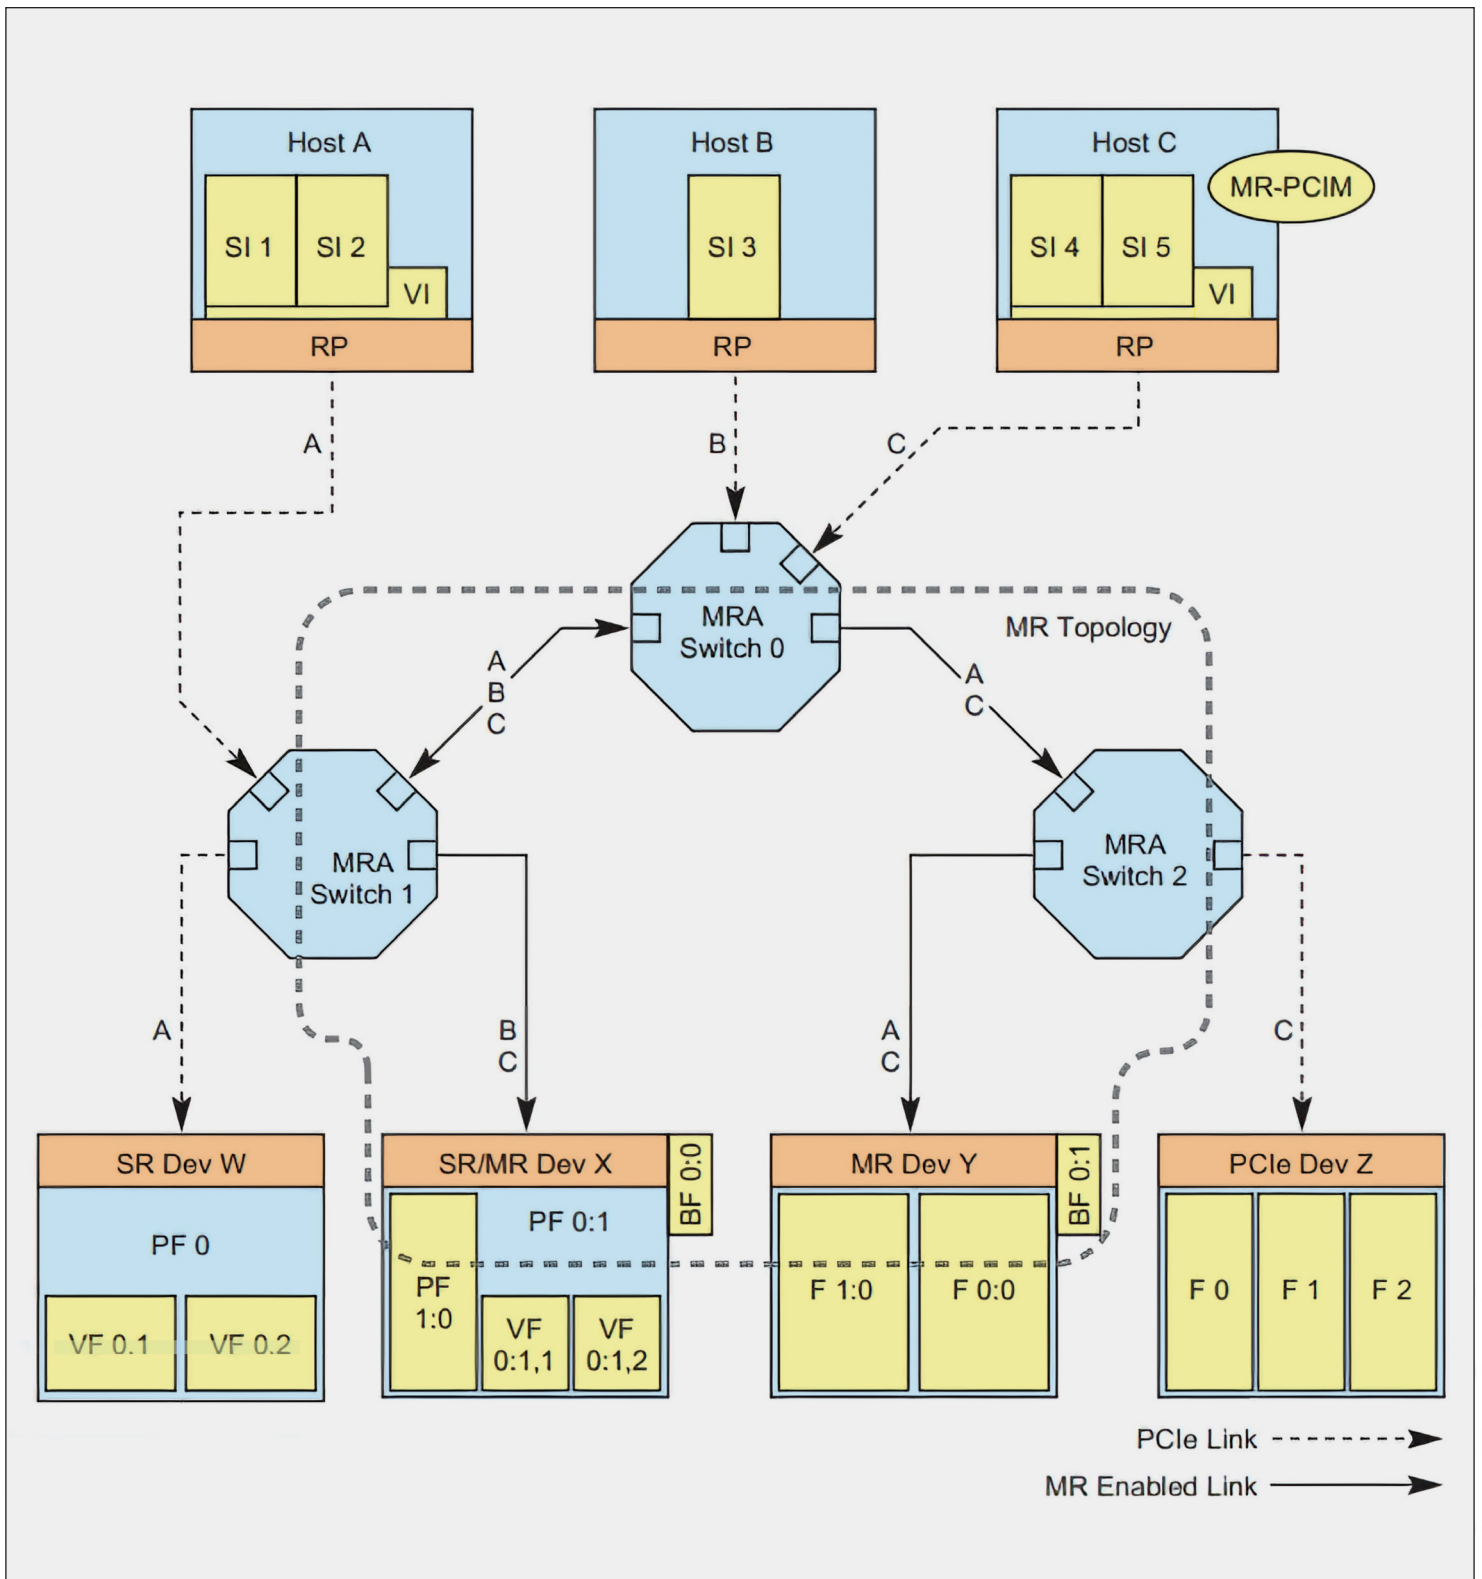 Host A
Host B
Host C
MR-PCIM
SI 1
SI 2
VI
SI 3
SI 4
SI 5
VI
RP
RP
RP
A
B
C
MRA
Switch 0
MR Topology
A
B
C
A
C
MRA
Switch 1
MRA
Switch 2
A
B
C
A
C
C
SR Dev W
SR/MR Dev X
BF 0:0
MR Dev Y
BF 0:1
PCIe Dev Z
PF 0
PF 0:1
PF
1:0
F 1:0
F 0:0
F 0
F 1
F 2
VF 0.1
VF 0.2
VF
0:1,1
VF
0:1,2
PCIe Link
MR Enabled Link